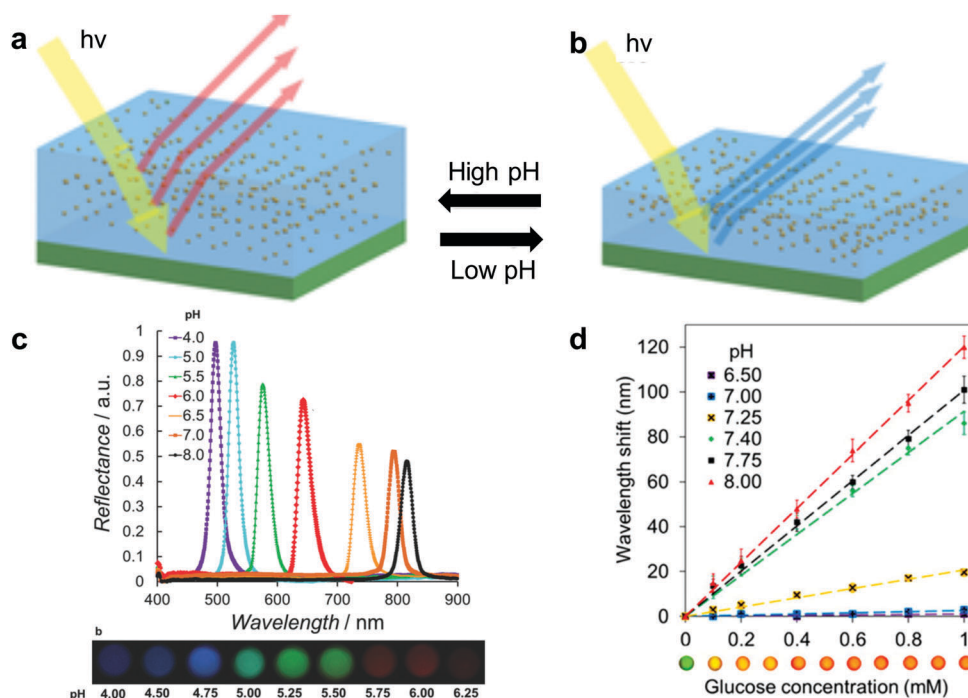 a
hv
b
hv
High pH
Low pH
c
pH
4.0
5.0
5.5
6.0
6.5
7.0
8.0
Reflectance / a.u.
1
0.9
0.8
0.7
0.6
0.5
0.4
0.3
0.2
0.1
0
400 500 600 700 800 900
Wavelength / nm
b
pH 4.00 4.50 4.75 5.00 5.25 5.50 5.75 6.00 6.25
d
pH
6.50
7.00
7.25
7.40
7.75
8.00
Wavelength shift (nm)
120
100
80
60
40
20
0
0 0.2 0.4 0.6 0.8 1
Glucose concentration (mM)